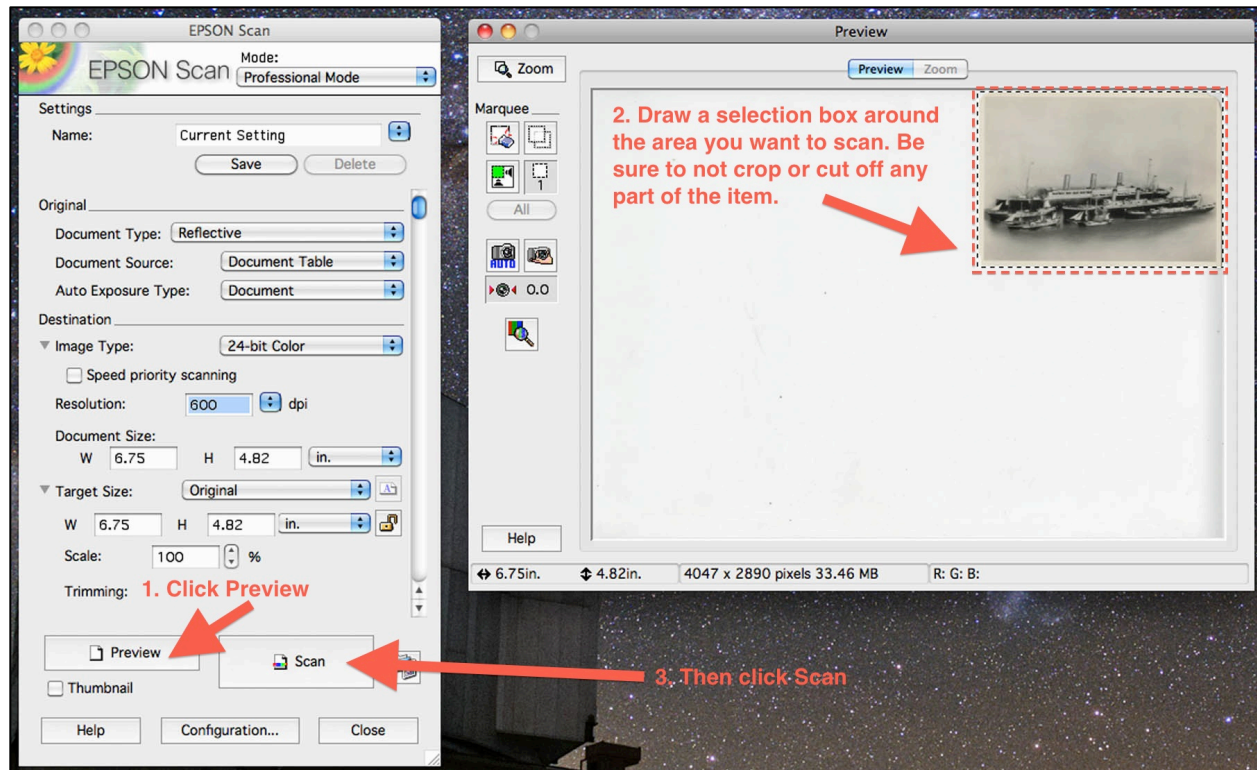 EPSON Scan
EPSON Scan
Mode:
Professional Mode
Settings
Name:
Current Setting
Save
Delete
Original
Document Type:
Reflective
Document Source:
Document Table
Auto Exposure Type:
Document
Destination
Image Type:
24-bit Color
Speed priority scanning
Resolution:
600
dpi
Document Size:
W 6.75 H 4.82 in.
Target Size:
Original
W 6.75 H 4.82 in.
Scale:
100 %
Trimming:
1. Click Preview
Preview
Scan
Thumbnail
Help
Configuration...
Close
Preview
Zoom
Preview Zoom
Marquee
1
All
AUTO
0.0
Help
2. Draw a selection box around
the area you want to scan. Be
sure to not crop or cut off any
part of the item.
6.75in.
4.82in.
4047 x 2890 pixels 33.46 MB
R: G: B:
3. Then click Scan